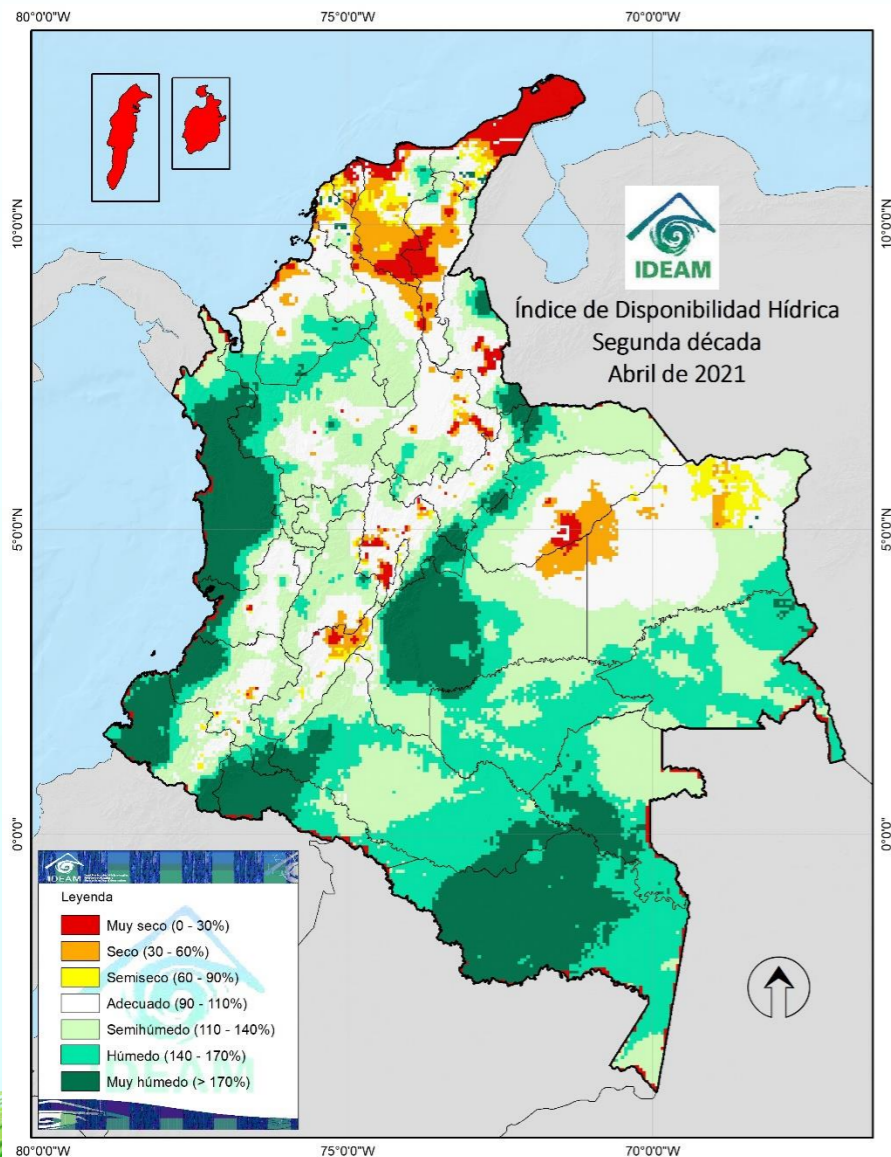 80°0'0"W 75°0'0"W 70°0'0"W
10°0'0"N
10°0'0"N
IDEAM
Índice de Disponibilidad Hídrica
Segunda década
Abril de 2021
5°0'0"N
5°0'0"N
0°0'0"
0°0'0"
IDEAM
Leyenda
Muy seco (0 - 30%)
Seco (30 - 60%)
Semiseco (60 - 90%)
Adecuado (90 - 110%)
Semihúmedo (110 - 140%)
Húmedo (140 - 170%)
Muy húmedo (> 170%)
IDEAM
80°0'0"W 75°0'0"W 70°0'0"W